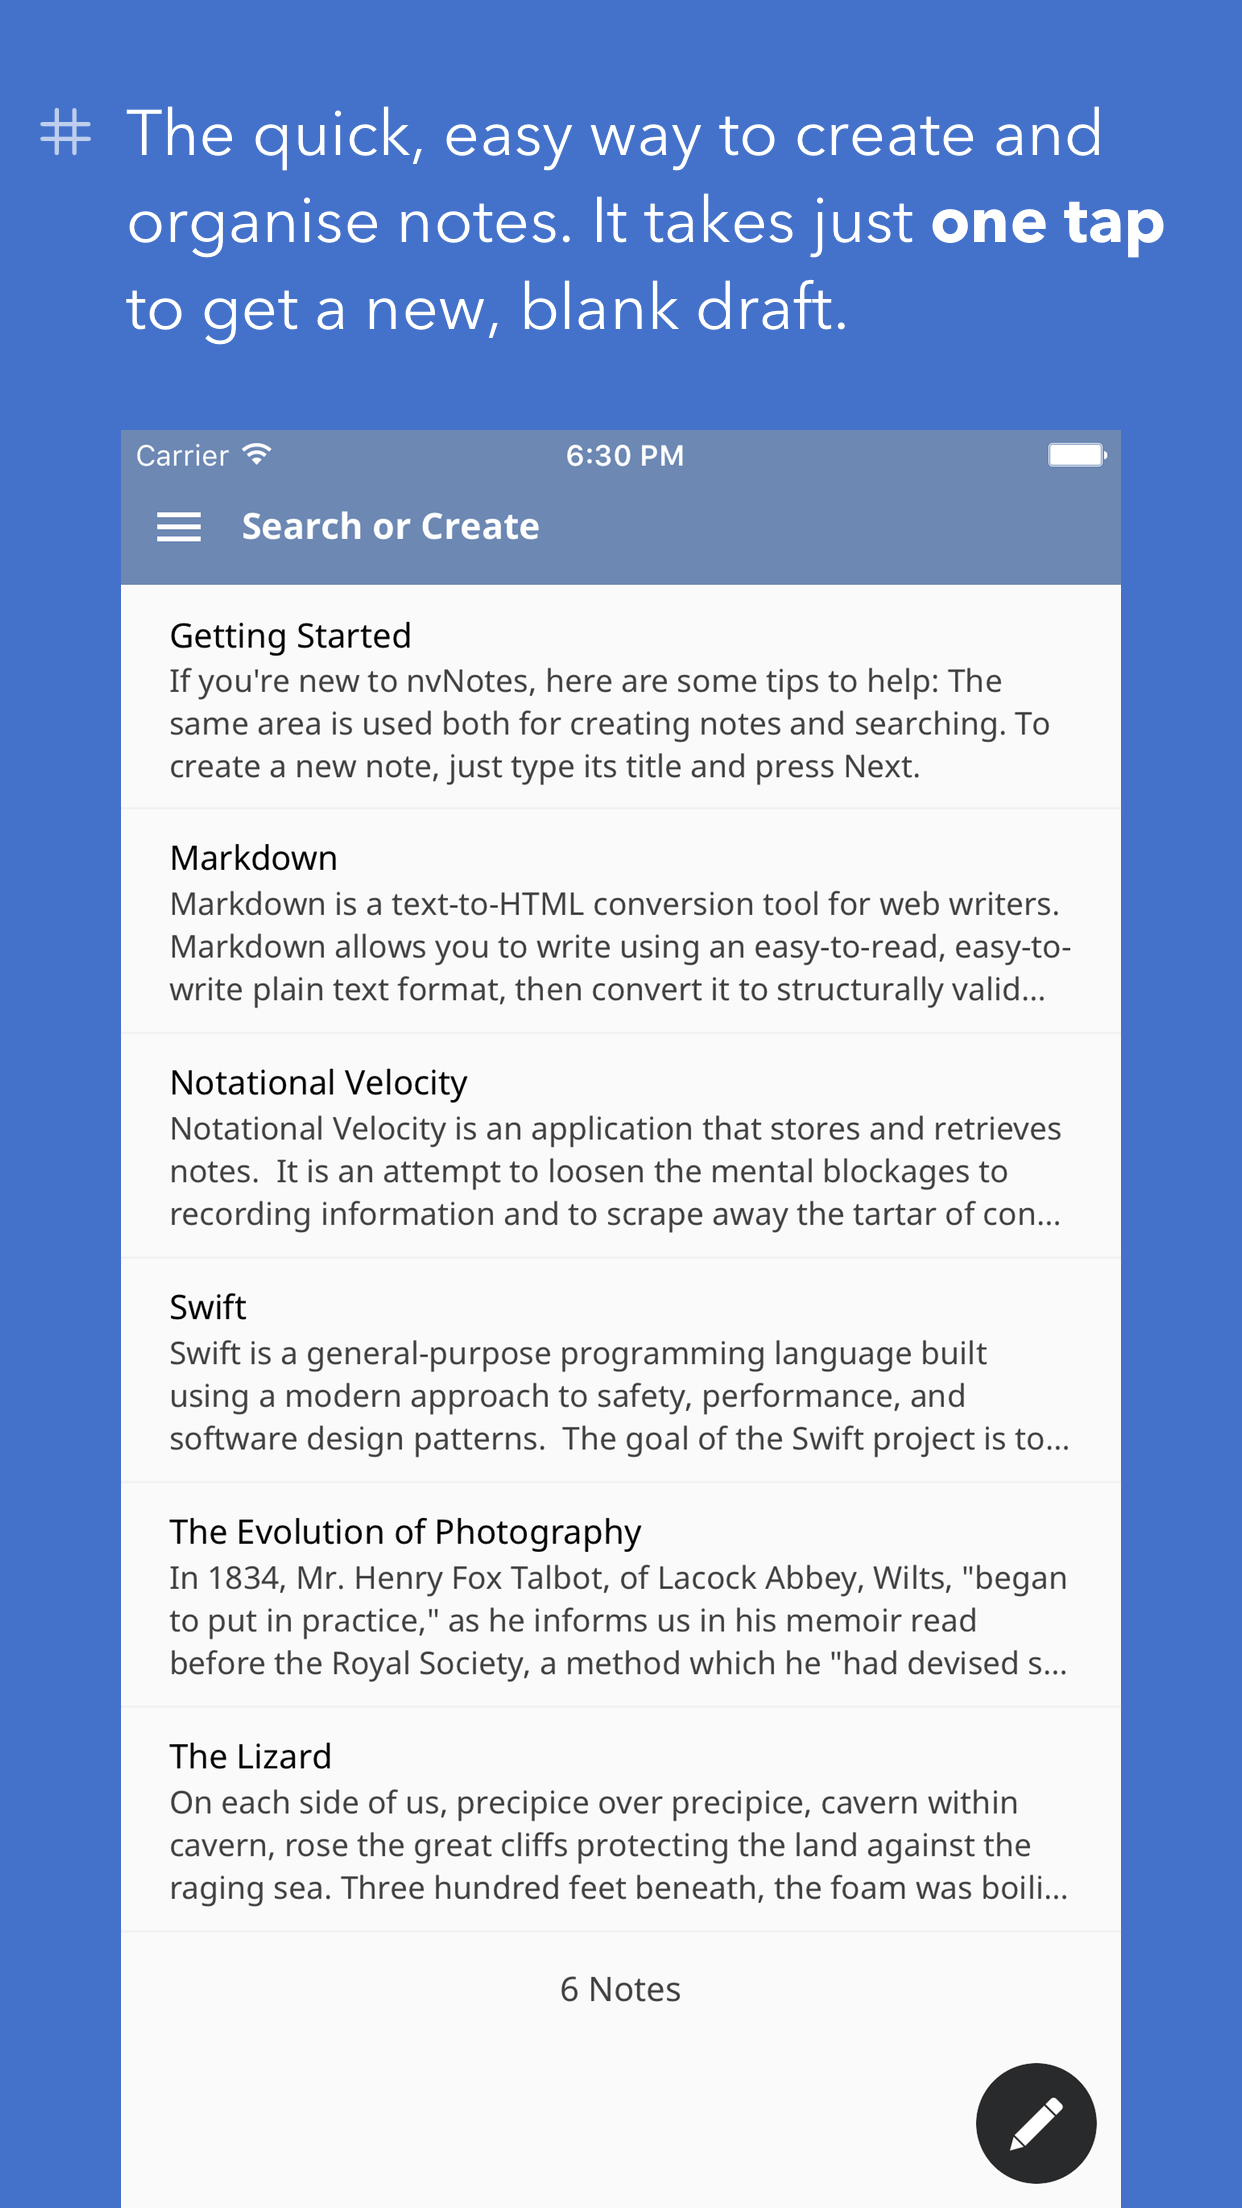 # The quick, easy way to create and
organise notes. It takes just one tap
to get a new, blank draft.
Carrier 6:30 PM
Search or Create
Getting Started
If you're new to nvNotes, here are some tips to help: The
same area is used both for creating notes and searching. To
create a new note, just type its title and press Next.
Markdown
Markdown is a text-to-HTML conversion tool for web writers.
Markdown allows you to write using an easy-to-read, easy-to-
write plain text format, then convert it to structurally valid...
Notational Velocity
Notational Velocity is an application that stores and retrieves
notes.  It is an attempt to loosen the mental blockages to
recording information and to scrape away the tartar of con...
Swift
Swift is a general-purpose programming language built
using a modern approach to safety, performance, and
software design patterns.  The goal of the Swift project is to...
The Evolution of Photography
In 1834, Mr. Henry Fox Talbot, of Lacock Abbey, Wilts, "began
to put in practice," as he informs us in his memoir read
before the Royal Society, a method which he "had devised s...
The Lizard
On each side of us, precipice over precipice, cavern within
cavern, rose the great cliffs protecting the land against the
raging sea. Three hundred feet beneath, the foam was boili...
6 Notes